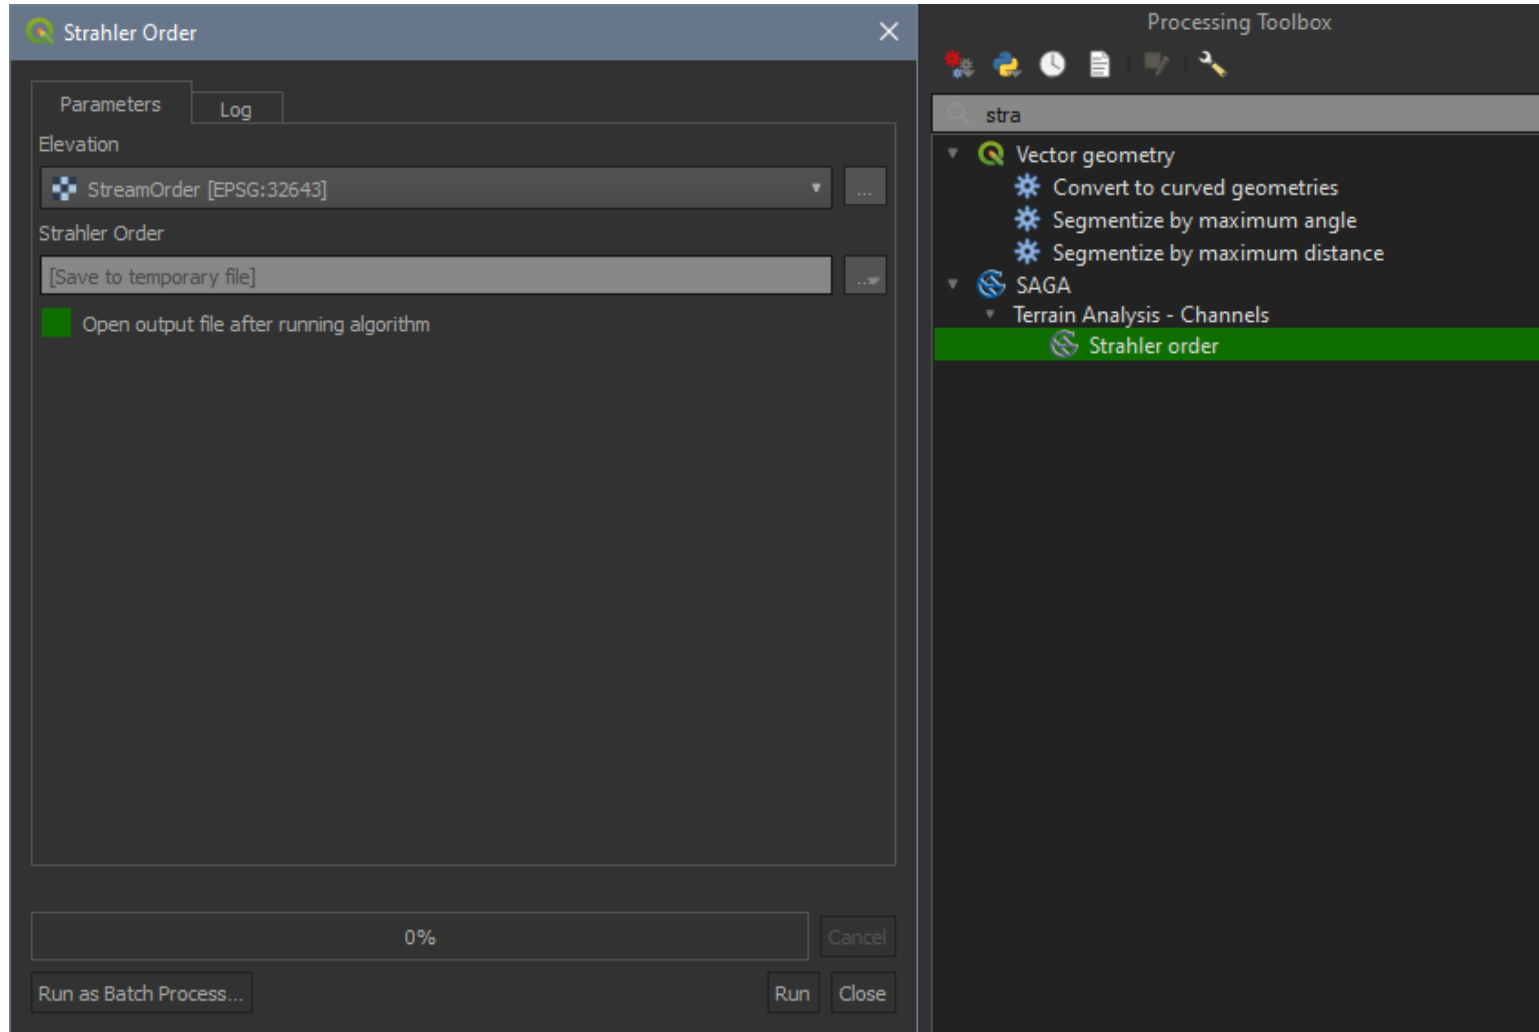 Strahler Order
Parameters
Log
Elevation
StreamOrder [EPSG:32643]
...
Strahler Order
[Save to temporary file]
...
Open output file after running algorithm
0%
Cancel
Run as Batch Process...
Run
Close
Processing Toolbox
stra
Vector geometry
Convert to curved geometries
Segmentize by maximum angle
Segmentize by maximum distance
SAGA
Terrain Analysis - Channels
Strahler order